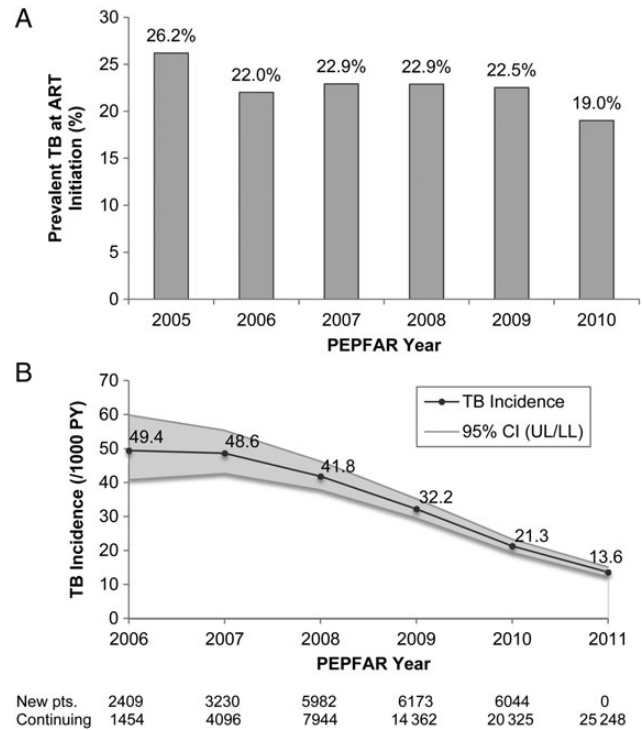 A
Prevalent TB at ART
Initiation (%)
30
25
20
15
10
5
0
26.2%
22.0%
22.9%
22.9%
22.5%
19.0%
2005 2006 2007 2008 2009 2010
PEPFAR Year
B
TB Incidence (/1000 PY)
70
60
50
40
30
20
10
0
TB Incidence
95% CI (UL/LL)
49.4
48.6
41.8
32.2
21.3
13.6
2006 2007 2008 2009 2010 2011
PEPFAR Year
New pts. 2409 3230 5982 6173 6044 0
Continuing 1454 4096 7944 14 362 20 325 25 248